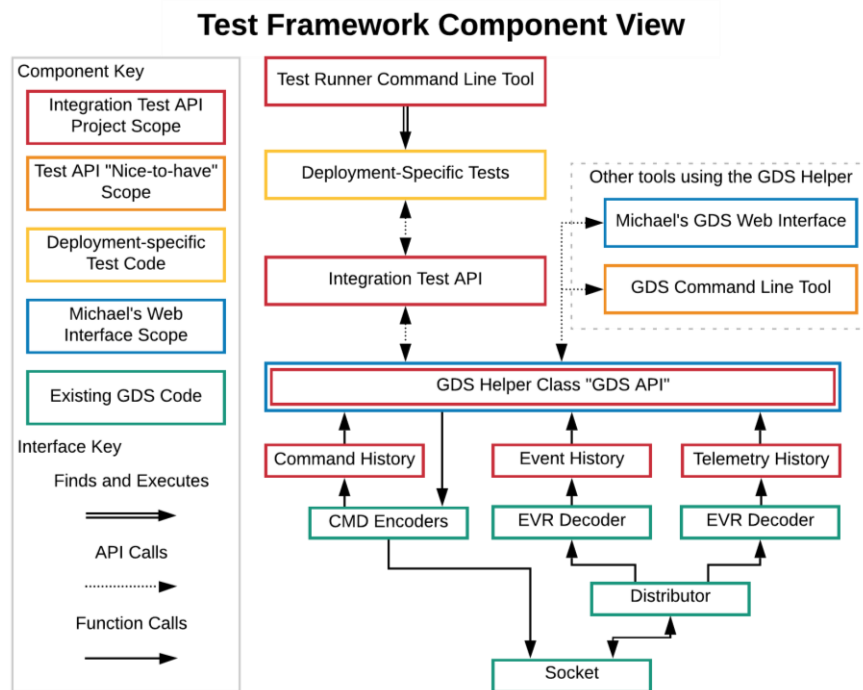 Test Framework Component View
Component Key
Integration Test API
Project Scope
Test API "Nice-to-have"
Scope
Deployment-specific
Test Code
Michael's Web
Interface Scope
Existing GDS Code
Interface Key
Finds and Executes
API Calls
Function Calls
Test Runner Command Line Tool
Deployment-Specific Tests
Integration Test API
Other tools using the GDS Helper
Michael's GDS Web Interface
GDS Command Line Tool
GDS Helper Class "GDS API"
Command History
Event History
Telemetry History
CMD Encoders
EVR Decoder
EVR Decoder
Distributor
Socket